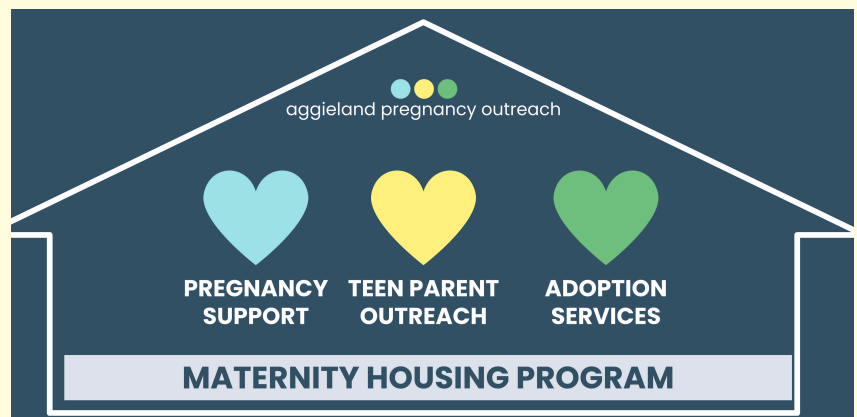 aggieland pregnancy outreach
PREGNANCY SUPPORT
TEEN PARENT OUTREACH
ADOPTION SERVICES
MATERNITY HOUSING PROGRAM